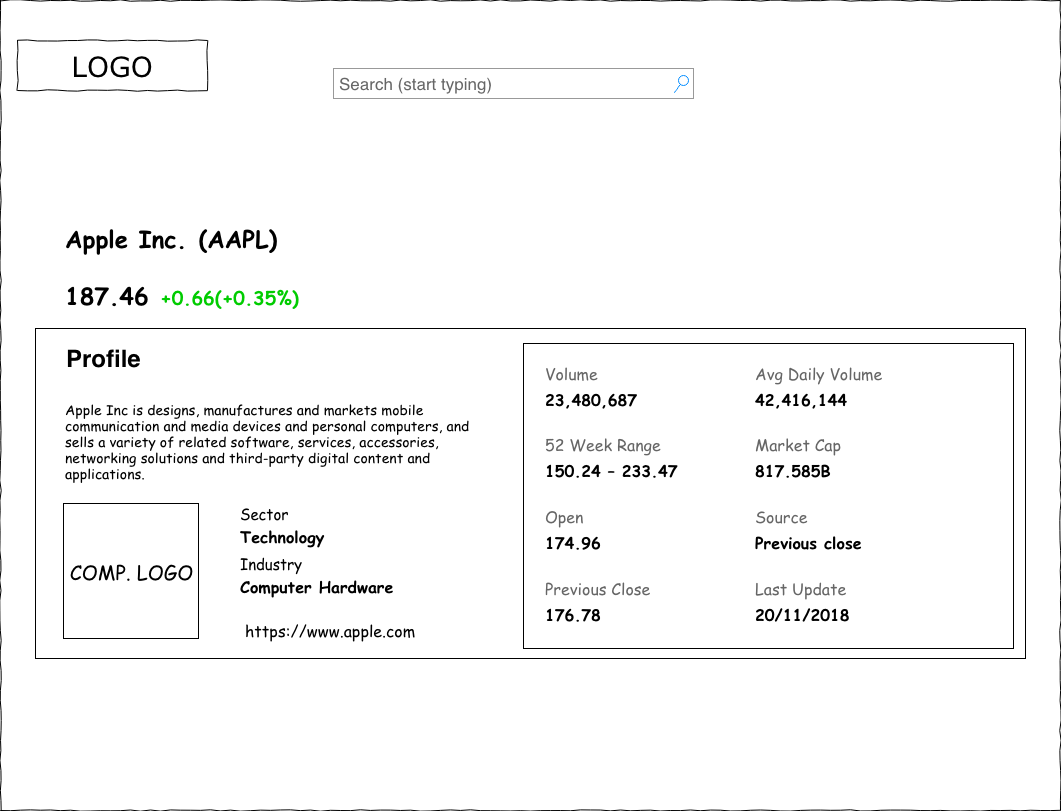 LOGO
Search (start typing)
Apple Inc. (AAPL)
187.46 +0.66(+0.35%)
Profile
Apple Inc is designs, manufactures and markets mobile
communication and media devices and personal computers, and
sells a variety of related software, services, accessories,
networking solutions and third-party digital content and
applications.
COMP. LOGO
Sector
Technology
Industry
Computer Hardware
https://www.apple.com
Volume
23,480,687
Avg Daily Volume
42,416,144
52 Week Range
150.24 – 233.47
Market Cap
817.585B
Open
174.96
Source
Previous close
Previous Close
176.78
Last Update
20/11/2018